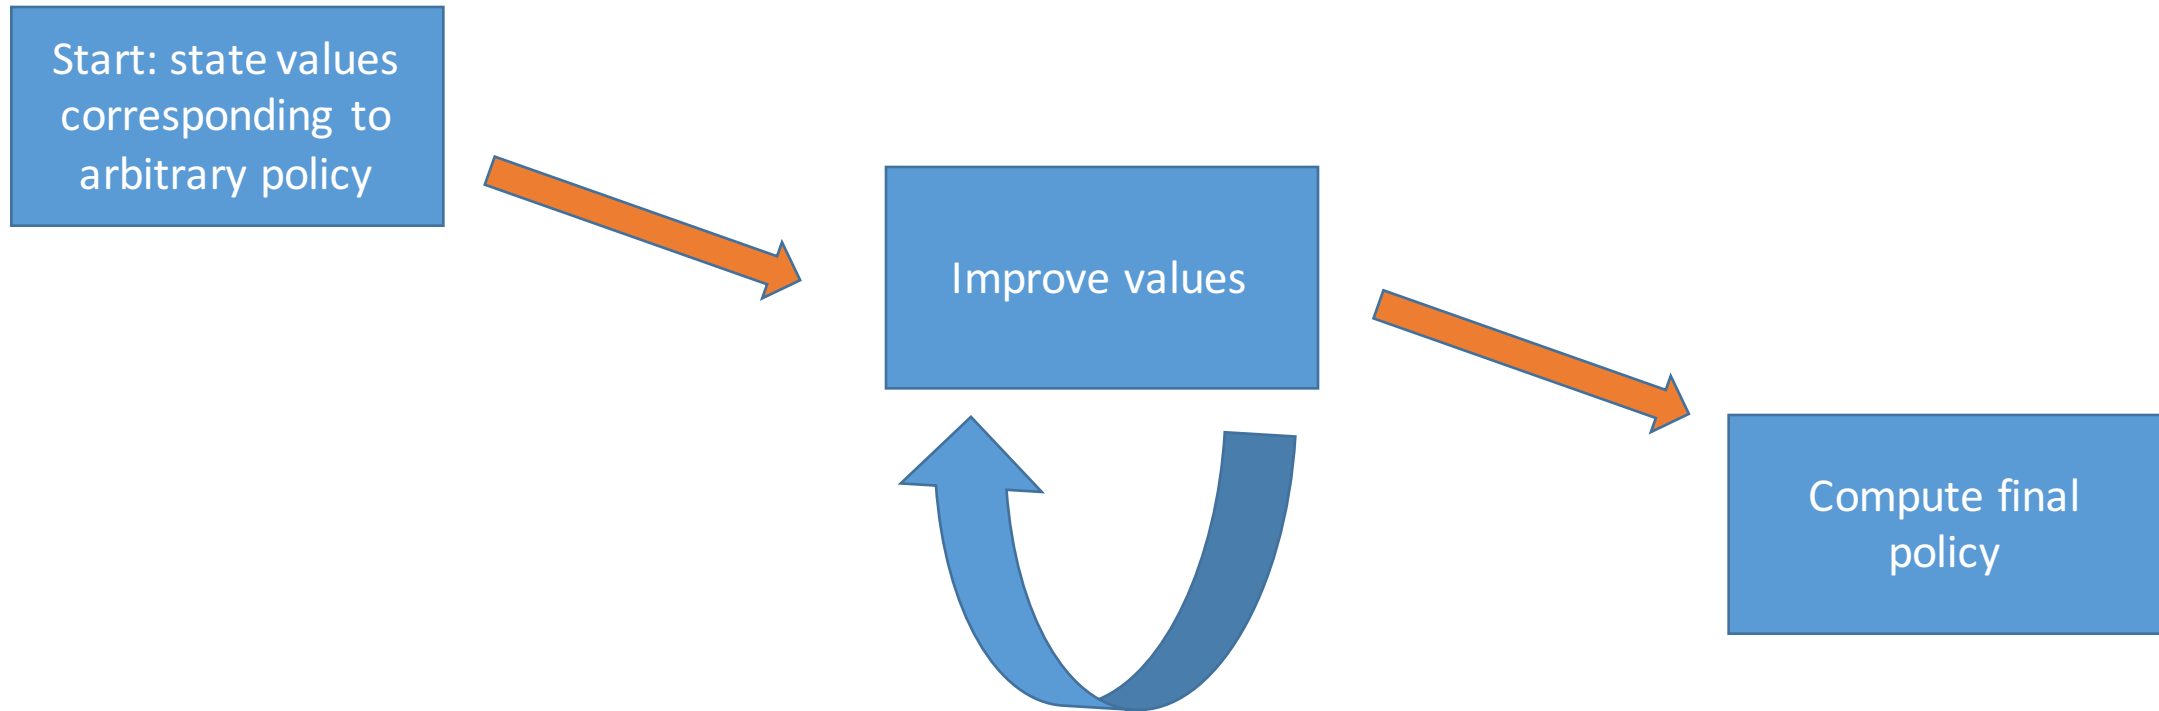 Start: state values
corresponding to
arbitrary policy
Improve values
Compute final
policy